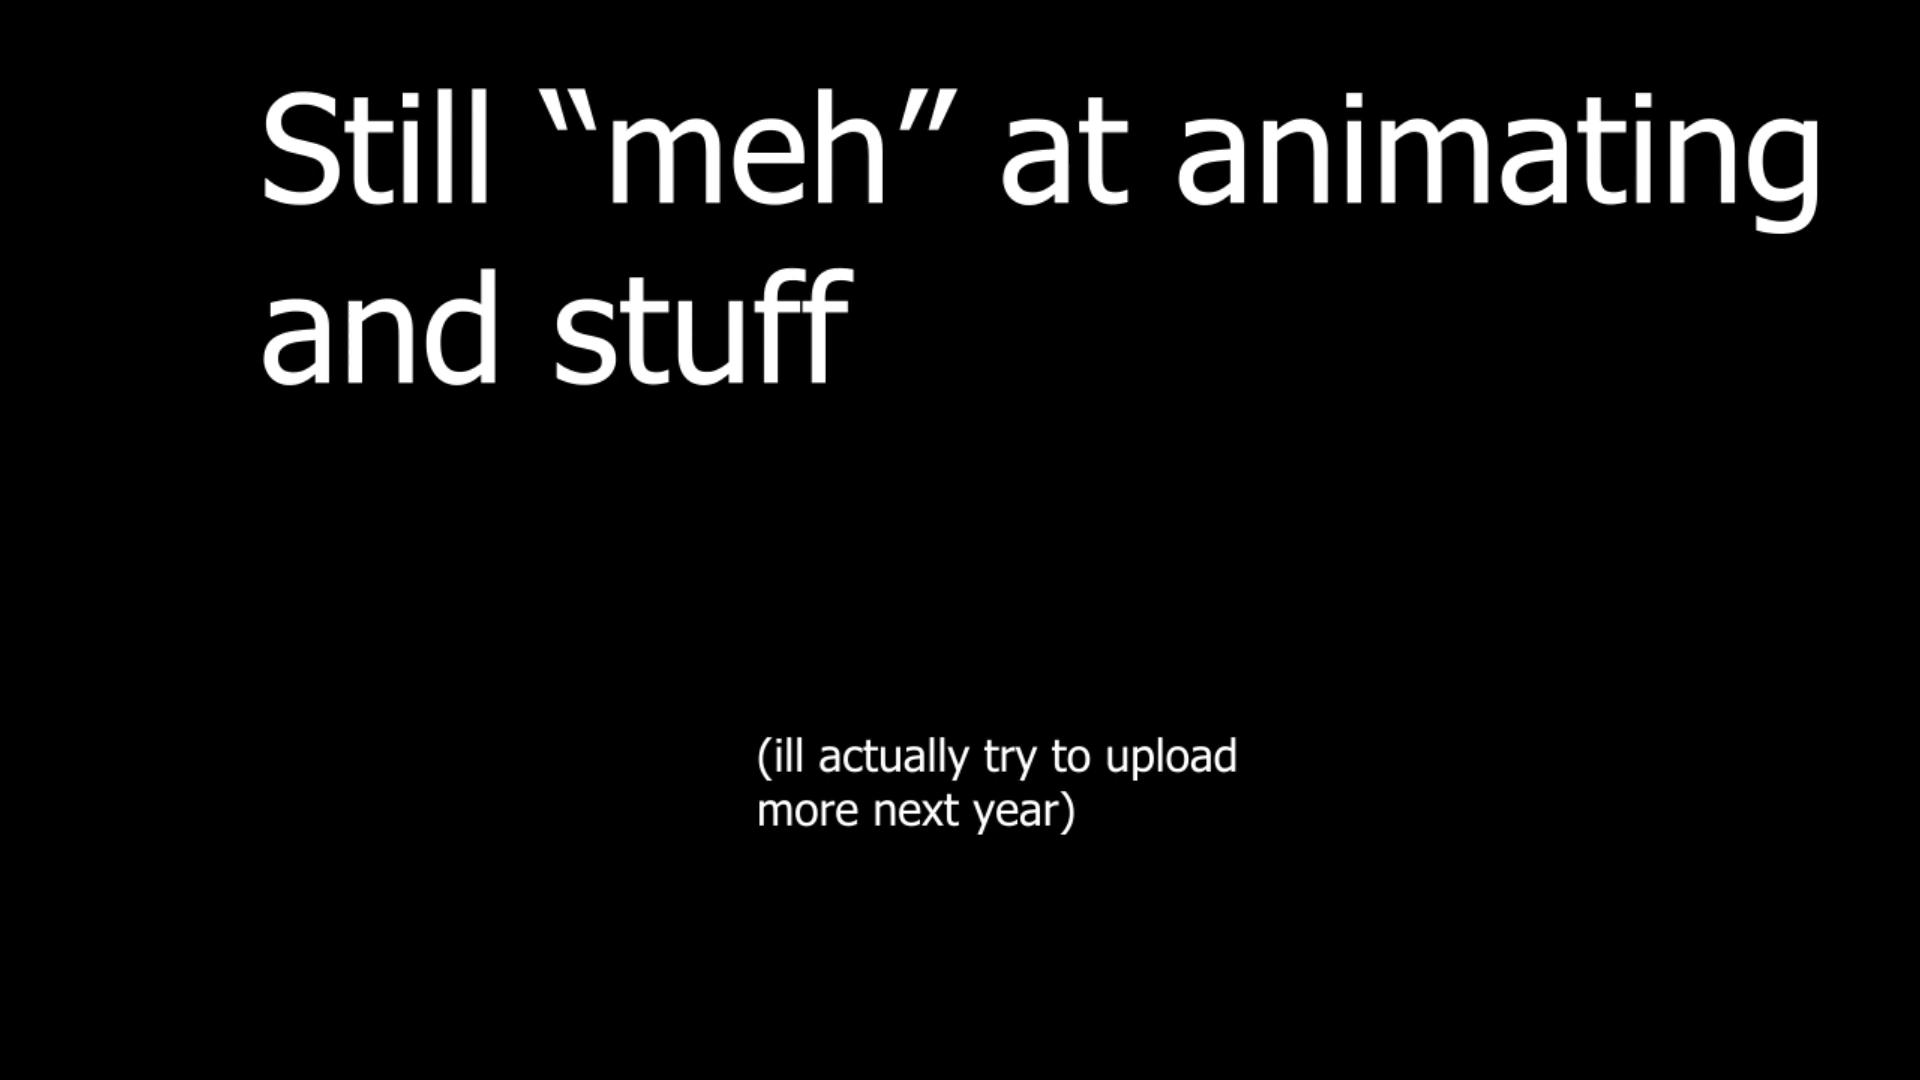 Still “meh” at animating
and stuff
(ill actually try to upload
more next year)